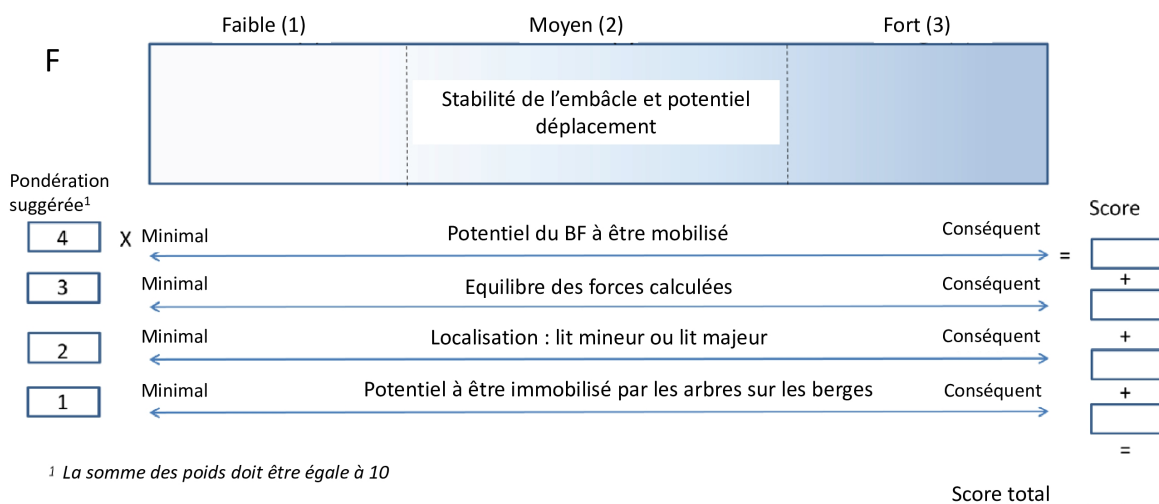 Faible (1) Moyen (2) Fort (3)
F
Stabilité de l'embâcle et potentiel
déplacement
Pondération
suggérée¹
Score
4 X Minimal Potentiel du BF à être mobilisé Conséquent =
+
3 Minimal Equilibre des forces calculées Conséquent
+
2 Minimal Localisation : lit mineur ou lit majeur Conséquent
+
1 Minimal Potentiel à être immobilisé par les arbres sur les berges Conséquent
=
¹ La somme des poids doit être égale à 10
Score total